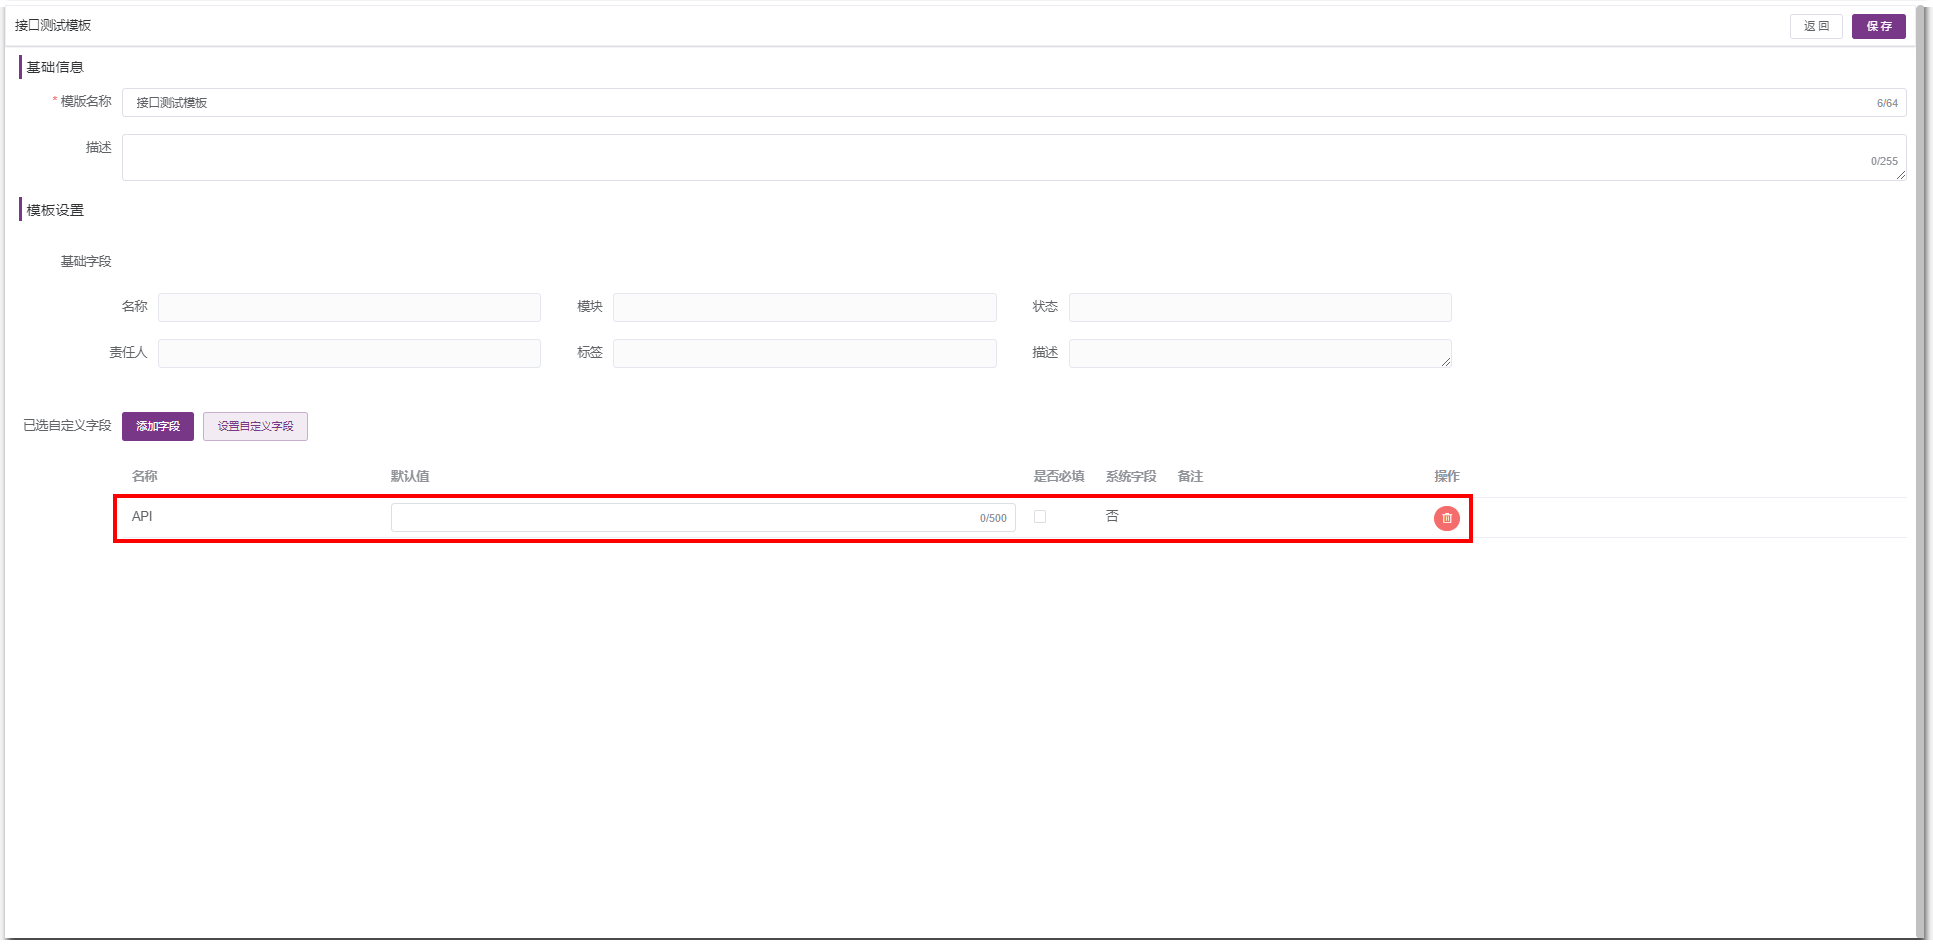 接口测试模板
返 回
保 存
基础信息
* 模版名称
接口测试模板
6/64
描述
0/255
模板设置
基础字段
名称
模块
状态
责任人
标签
描述
已选自定义字段
添加字段
设置自定义字段
名称
默认值
是否必填
系统字段
备注
操作
API
0/500
否